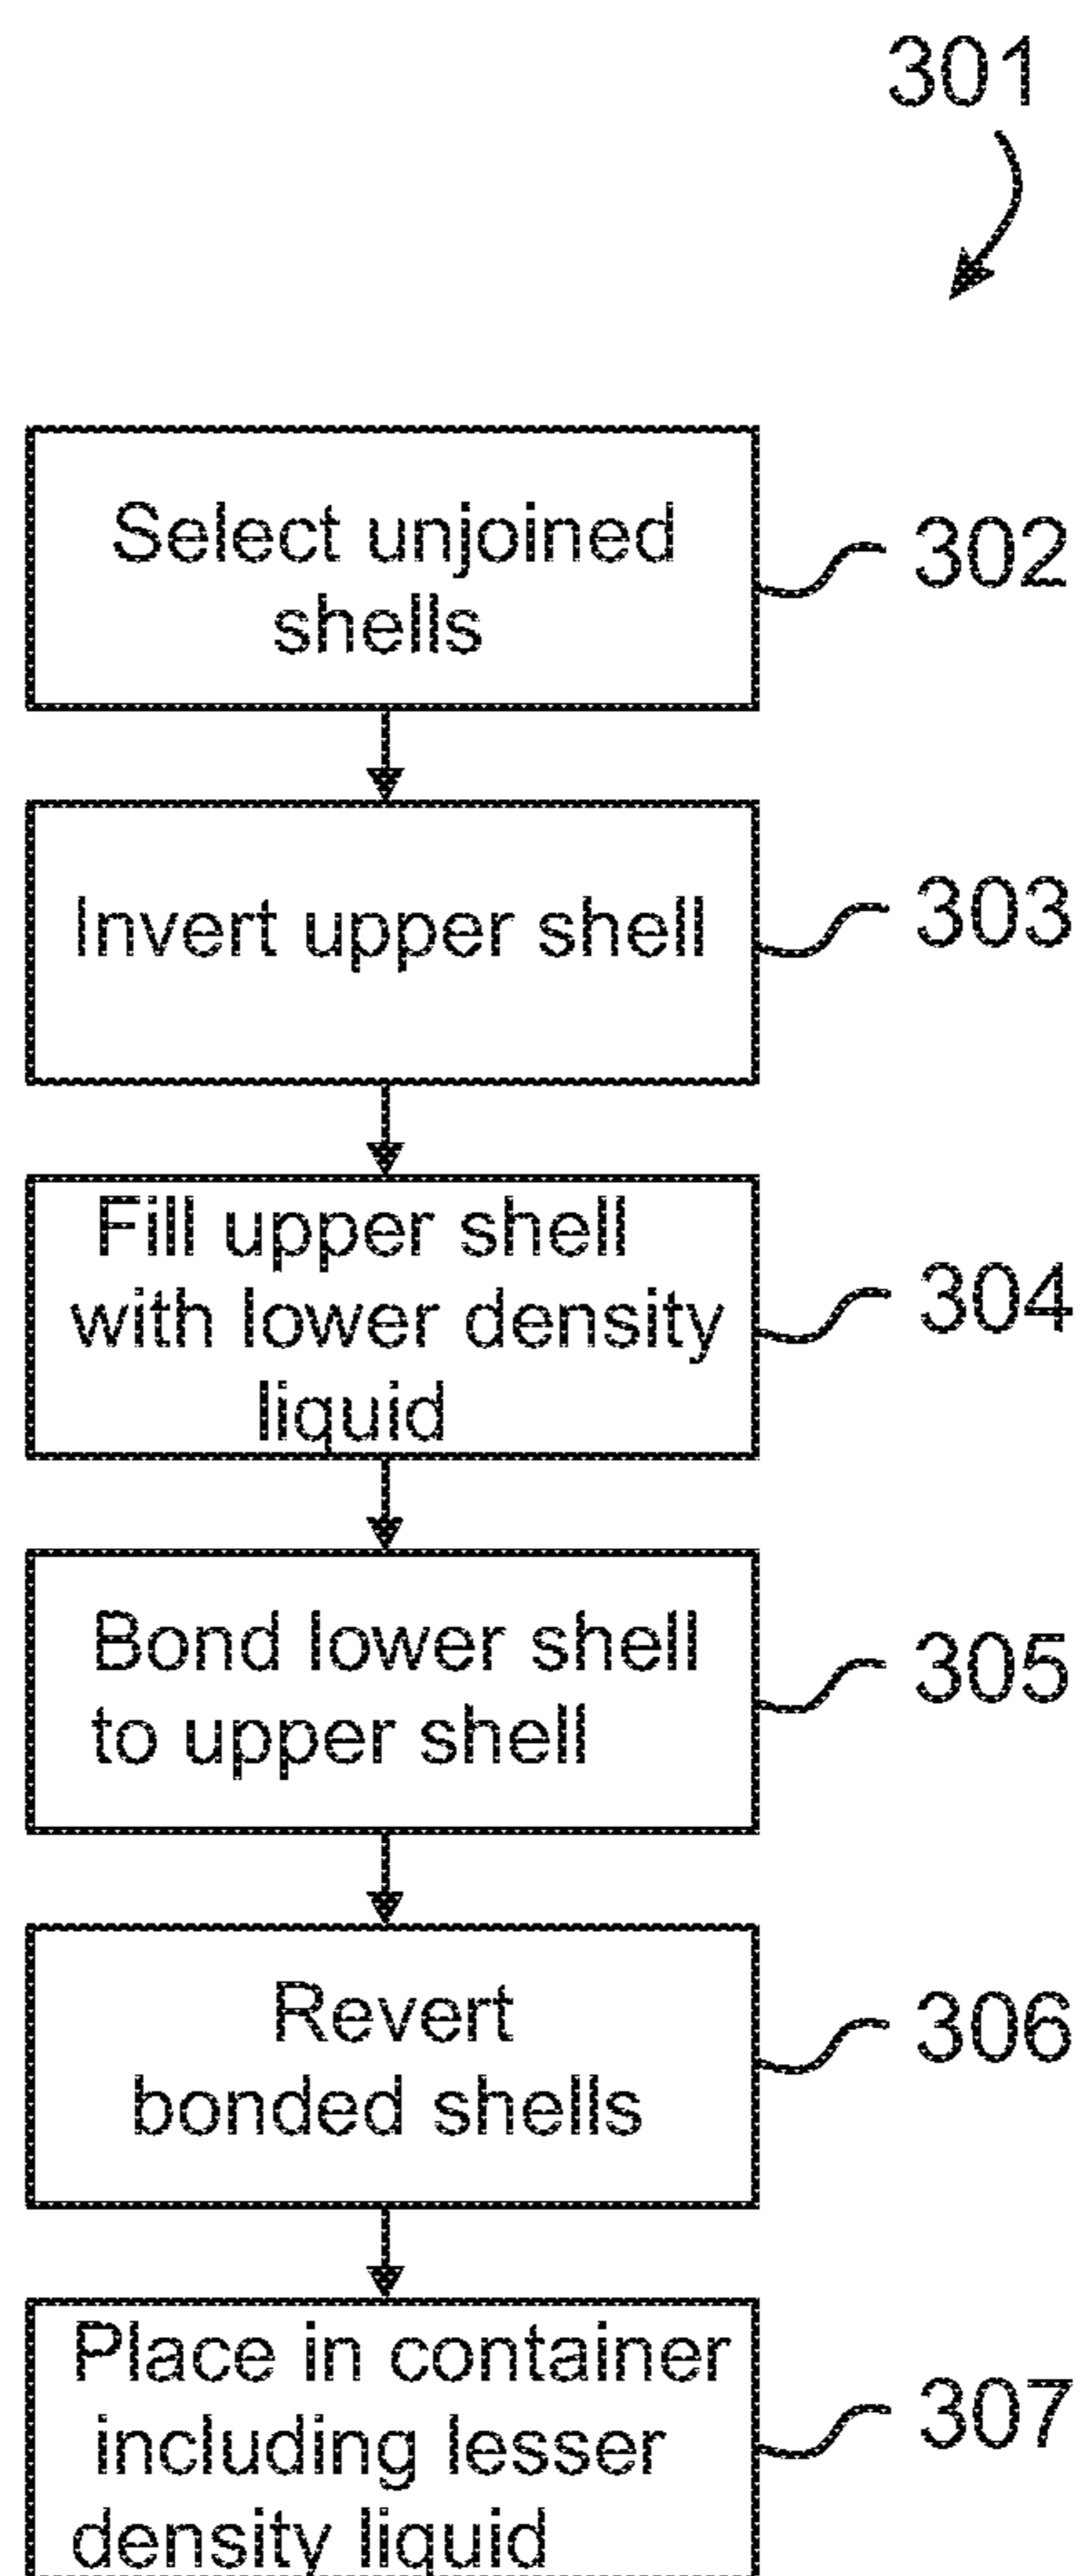 301
Select unjoined
shells
302
Invert upper shell
303
Fill upper shell
with lower density
liquid
304
Bond lower shell
to upper shell
305
Revert
bonded shells
306
Place in container
including lesser
density liquid
307